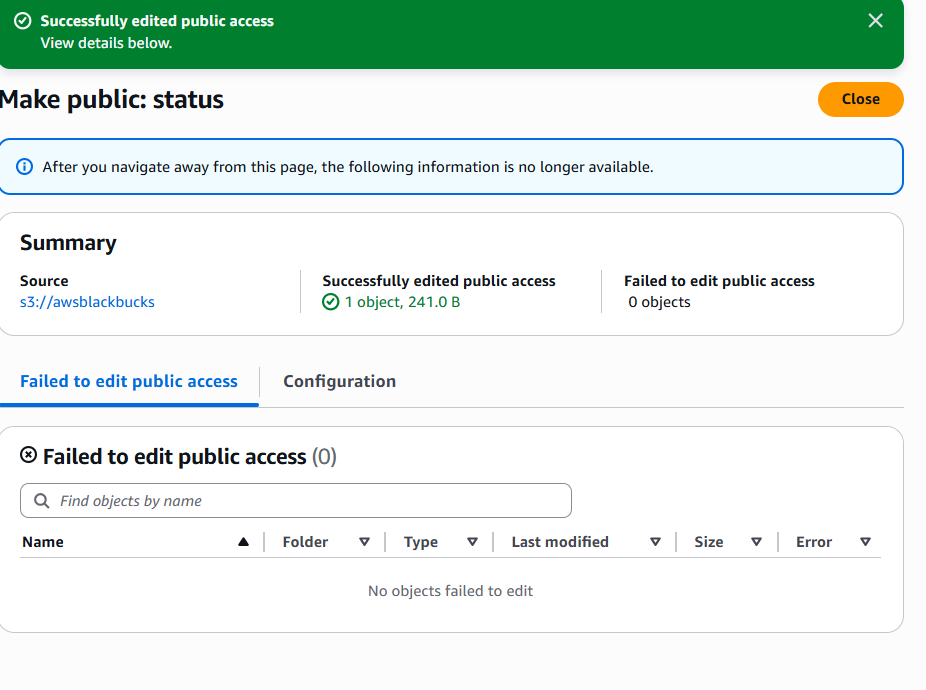 Successfully edited public access
View details below.
Make public: status
Close
After you navigate away from this page, the following information is no longer available.
Summary
Source
s3://awsblackbucks
Successfully edited public access
1 object, 241.0 B
Failed to edit public access
0 objects
Failed to edit public access
Configuration
Failed to edit public access (0)
Find objects by name
Name Folder Type Last modified Size Error
No objects failed to edit